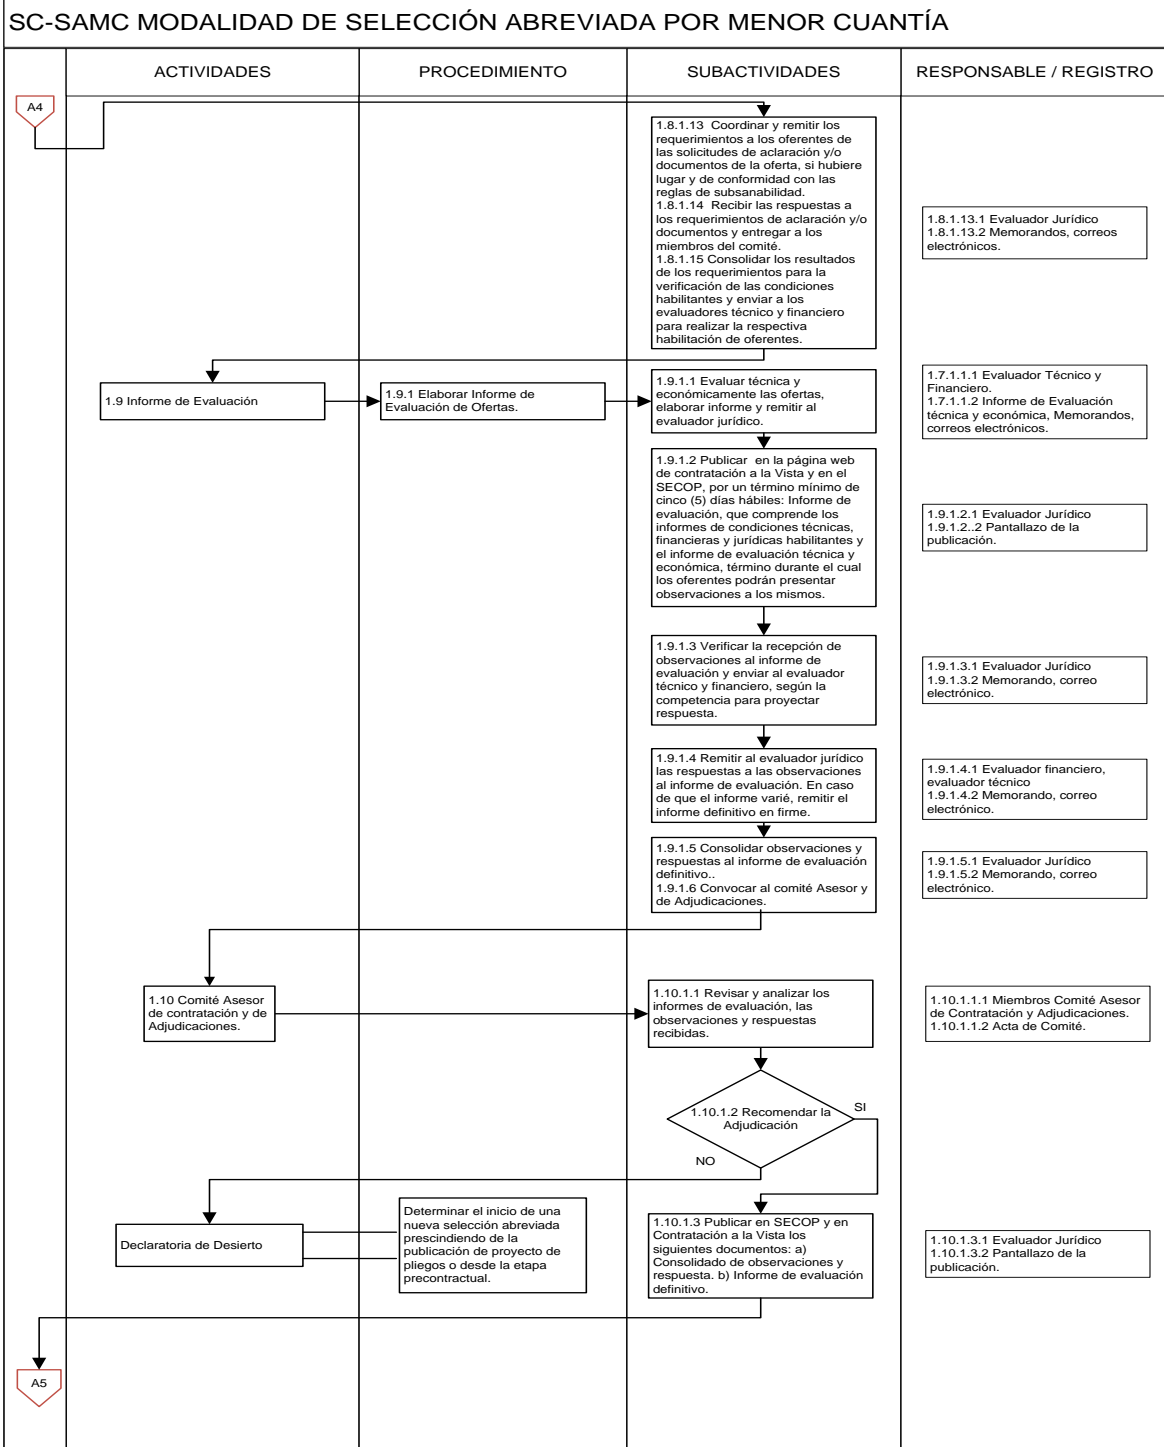 SC-SAMC MODALIDAD DE SELECCIÓN ABREVIADA POR MENOR CUANTÍA
ACTIVIDADES
PROCEDIMIENTO
SUBACTIVIDADES
RESPONSABLE / REGISTRO
A4
1.8.1.13 Coordinar y remitir los
requerimientos a los oferentes de
las solicitudes de aclaración y/o
documentos de la oferta, si hubiere
lugar y de conformidad con las
reglas de subsanabilidad.
1.8.1.14 Recibir las respuestas a
los requerimientos de aclaración y/o
documentos y entregar a los
miembros del comité.
1.8.1.15 Consolidar los resultados
de los requerimientos para la
verificación de las condiciones
habilitantes y enviar a los
evaluadores técnico y financiero
para realizar la respectiva
habilitación de oferentes.
1.8.1.13.1 Evaluador Jurídico
1.8.1.13.2 Memorandos, correos
electrónicos.
1.9 Informe de Evaluación
1.9.1 Elaborar Informe de
Evaluación de Ofertas.
1.9.1.1 Evaluar técnica y
económicamente las ofertas,
elaborar informe y remitir al
evaluador jurídico.
1.7.1.1.1 Evaluador Técnico y
Financiero.
1.7.1.1.2 Informe de Evaluación
técnica y económica, Memorandos,
correos electrónicos.
1.9.1.2 Publicar en la página web
de contratación a la Vista y en el
SECOP, por un término mínimo de
cinco (5) días hábiles: Informe de
evaluación, que comprende los
informes de condiciones técnicas,
financieras y jurídicas habilitantes y
el informe de evaluación técnica y
económica, término durante el cual
los oferentes podrán presentar
observaciones a los mismos.
1.9.1.2.1 Evaluador Jurídico
1.9.1.2..2 Pantallazo de la
publicación.
1.9.1.3 Verificar la recepción de
observaciones al informe de
evaluación y enviar al evaluador
técnico y financiero, según la
competencia para proyectar
respuesta.
1.9.1.3.1 Evaluador Jurídico
1.9.1.3.2 Memorando, correo
electrónico.
1.9.1.4 Remitir al evaluador jurídico
las respuestas a las observaciones
al informe de evaluación. En caso
de que el informe varié, remitir el
informe definitivo en firme.
1.9.1.4.1 Evaluador financiero,
evaluador técnico
1.9.1.4.2 Memorando, correo
electrónico.
1.9.1.5 Consolidar observaciones y
respuestas al informe de evaluación
definitivo..
1.9.1.6 Convocar al comité Asesor y
de Adjudicaciones.
1.9.1.5.1 Evaluador Jurídico
1.9.1.5.2 Memorando, correo
electrónico.
1.10 Comité Asesor
de contratación y de
Adjudicaciones.
1.10.1.1 Revisar y analizar los
informes de evaluación, las
observaciones y respuestas
recibidas.
1.10.1.1.1 Miembros Comité Asesor
de Contratación y Adjudicaciones.
1.10.1.1.2 Acta de Comité.
1.10.1.2 Recomendar la
Adjudicación
SI
NO
Declaratoria de Desierto
Determinar el inicio de una
nueva selección abreviada
prescindiendo de la
publicación de proyecto de
pliegos o desde la etapa
precontractual.
1.10.1.3 Publicar en SECOP y en
Contratación a la Vista los
siguientes documentos: a)
Consolidado de observaciones y
respuesta. b) Informe de evaluación
definitivo.
1.10.1.3.1 Evaluador Jurídico
1.10.1.3.2 Pantallazo de la
publicación.
A5